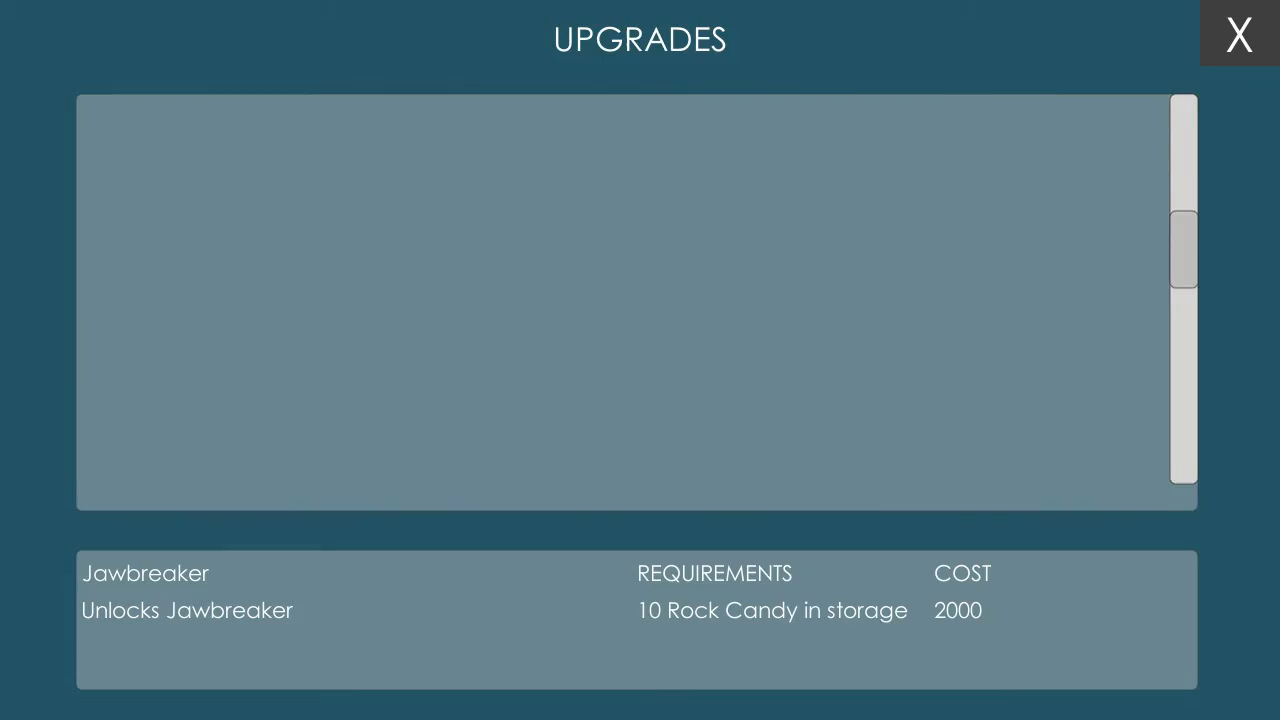 UPGRADES
X
Jawbreaker REQUIREMENTS COST
Unlocks Jawbreaker 10 Rock Candy in storage 2000